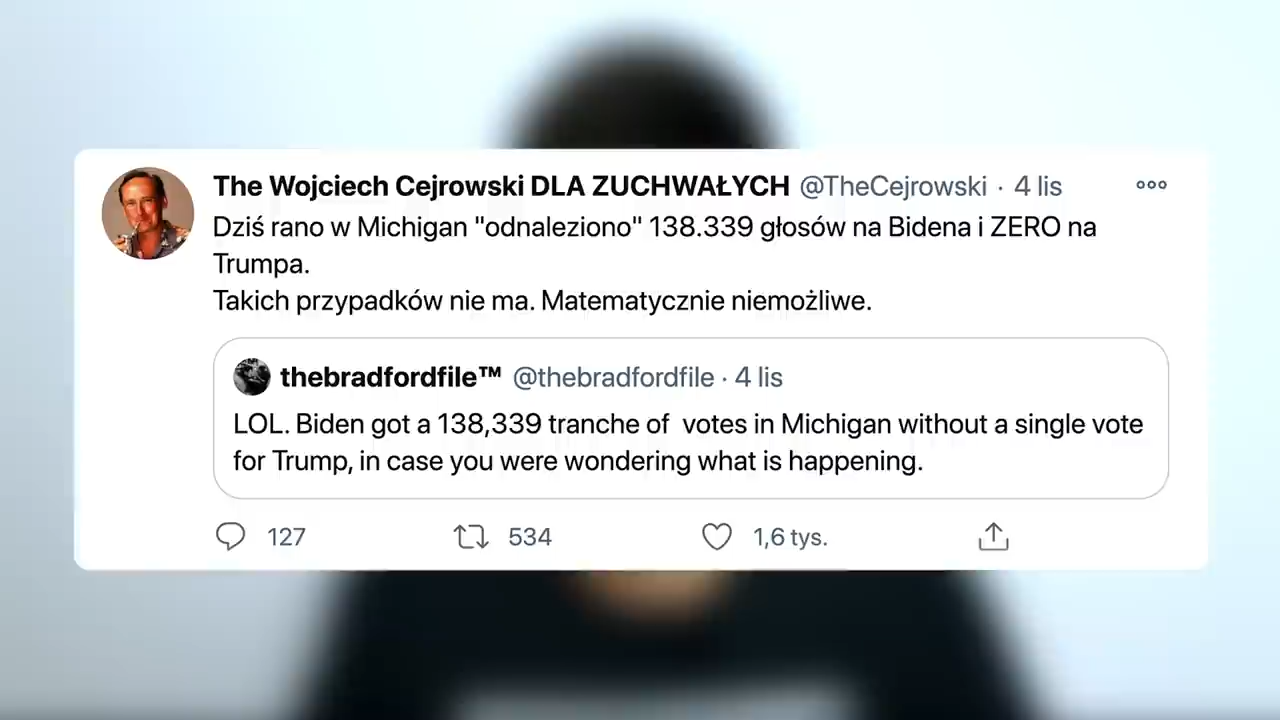 The Wojciech Cejrowski DLA ZUCHWAŁYCH @TheCejrowski · 4 lis
Dziś rano w Michigan "odnaleziono" 138.339 głosów na Bidena i ZERO na
Trumpa.
Takich przypadków nie ma. Matematycznie niemożliwe.
thebradfordfile™ @thebradfordfile · 4 lis
LOL. Biden got a 138,339 tranche of  votes in Michigan without a single vote
for Trump, in case you were wondering what is happening.
127 534 1,6 tys.